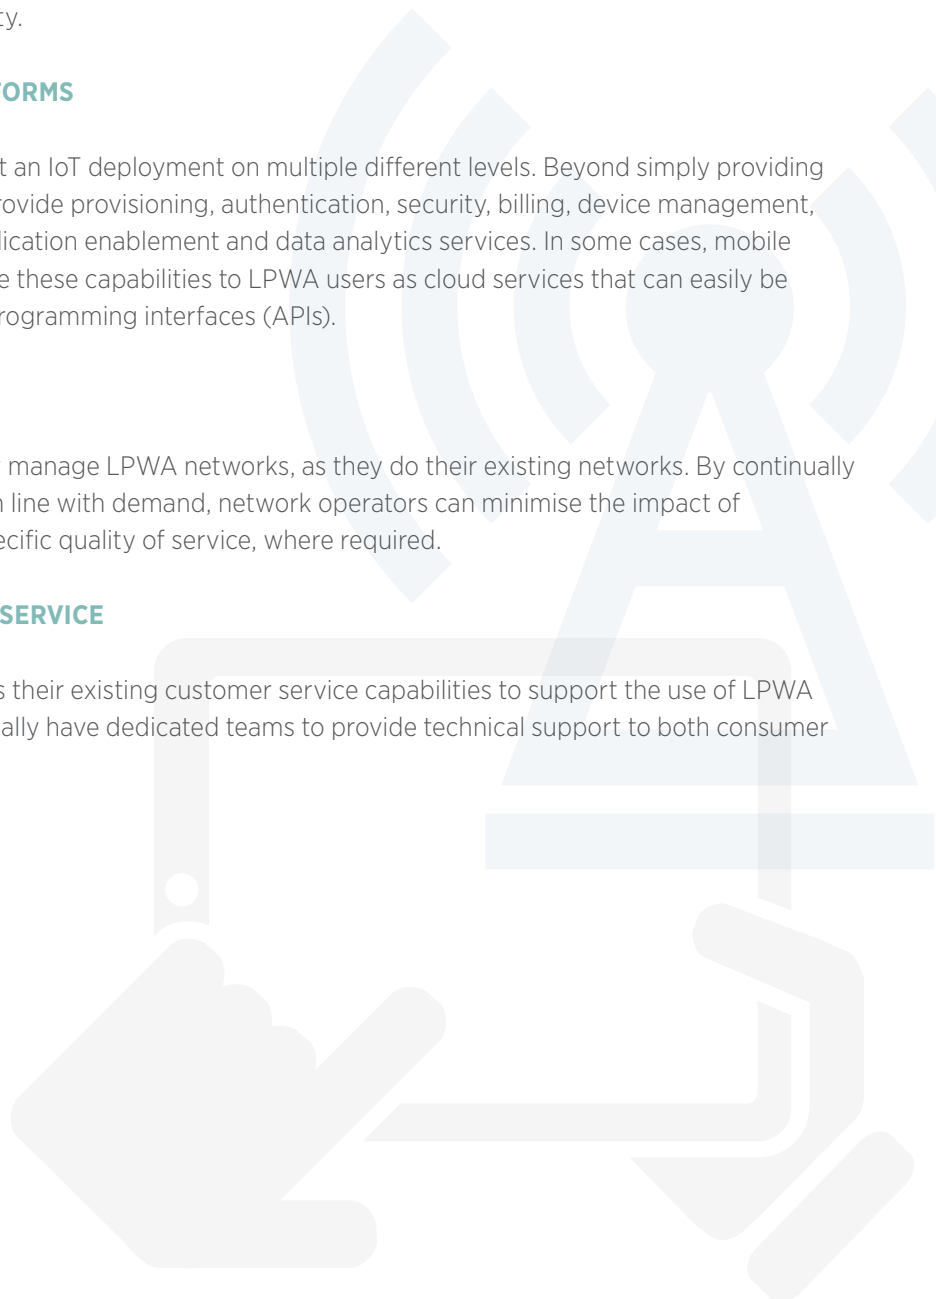 ty.
FORMS
t an IoT deployment on multiple different levels. Beyond simply providing
rovide provisioning, authentication, security, billing, device management,
lication enablement and data analytics services. In some cases, mobile
e these capabilities to LPWA users as cloud services that can easily be
rogramming interfaces (APIs).
manage LPWA networks, as they do their existing networks. By continually
n line with demand, network operators can minimise the impact of
ecific quality of service, where required.
SERVICE
s their existing customer service capabilities to support the use of LPWA
ally have dedicated teams to provide technical support to both consumer